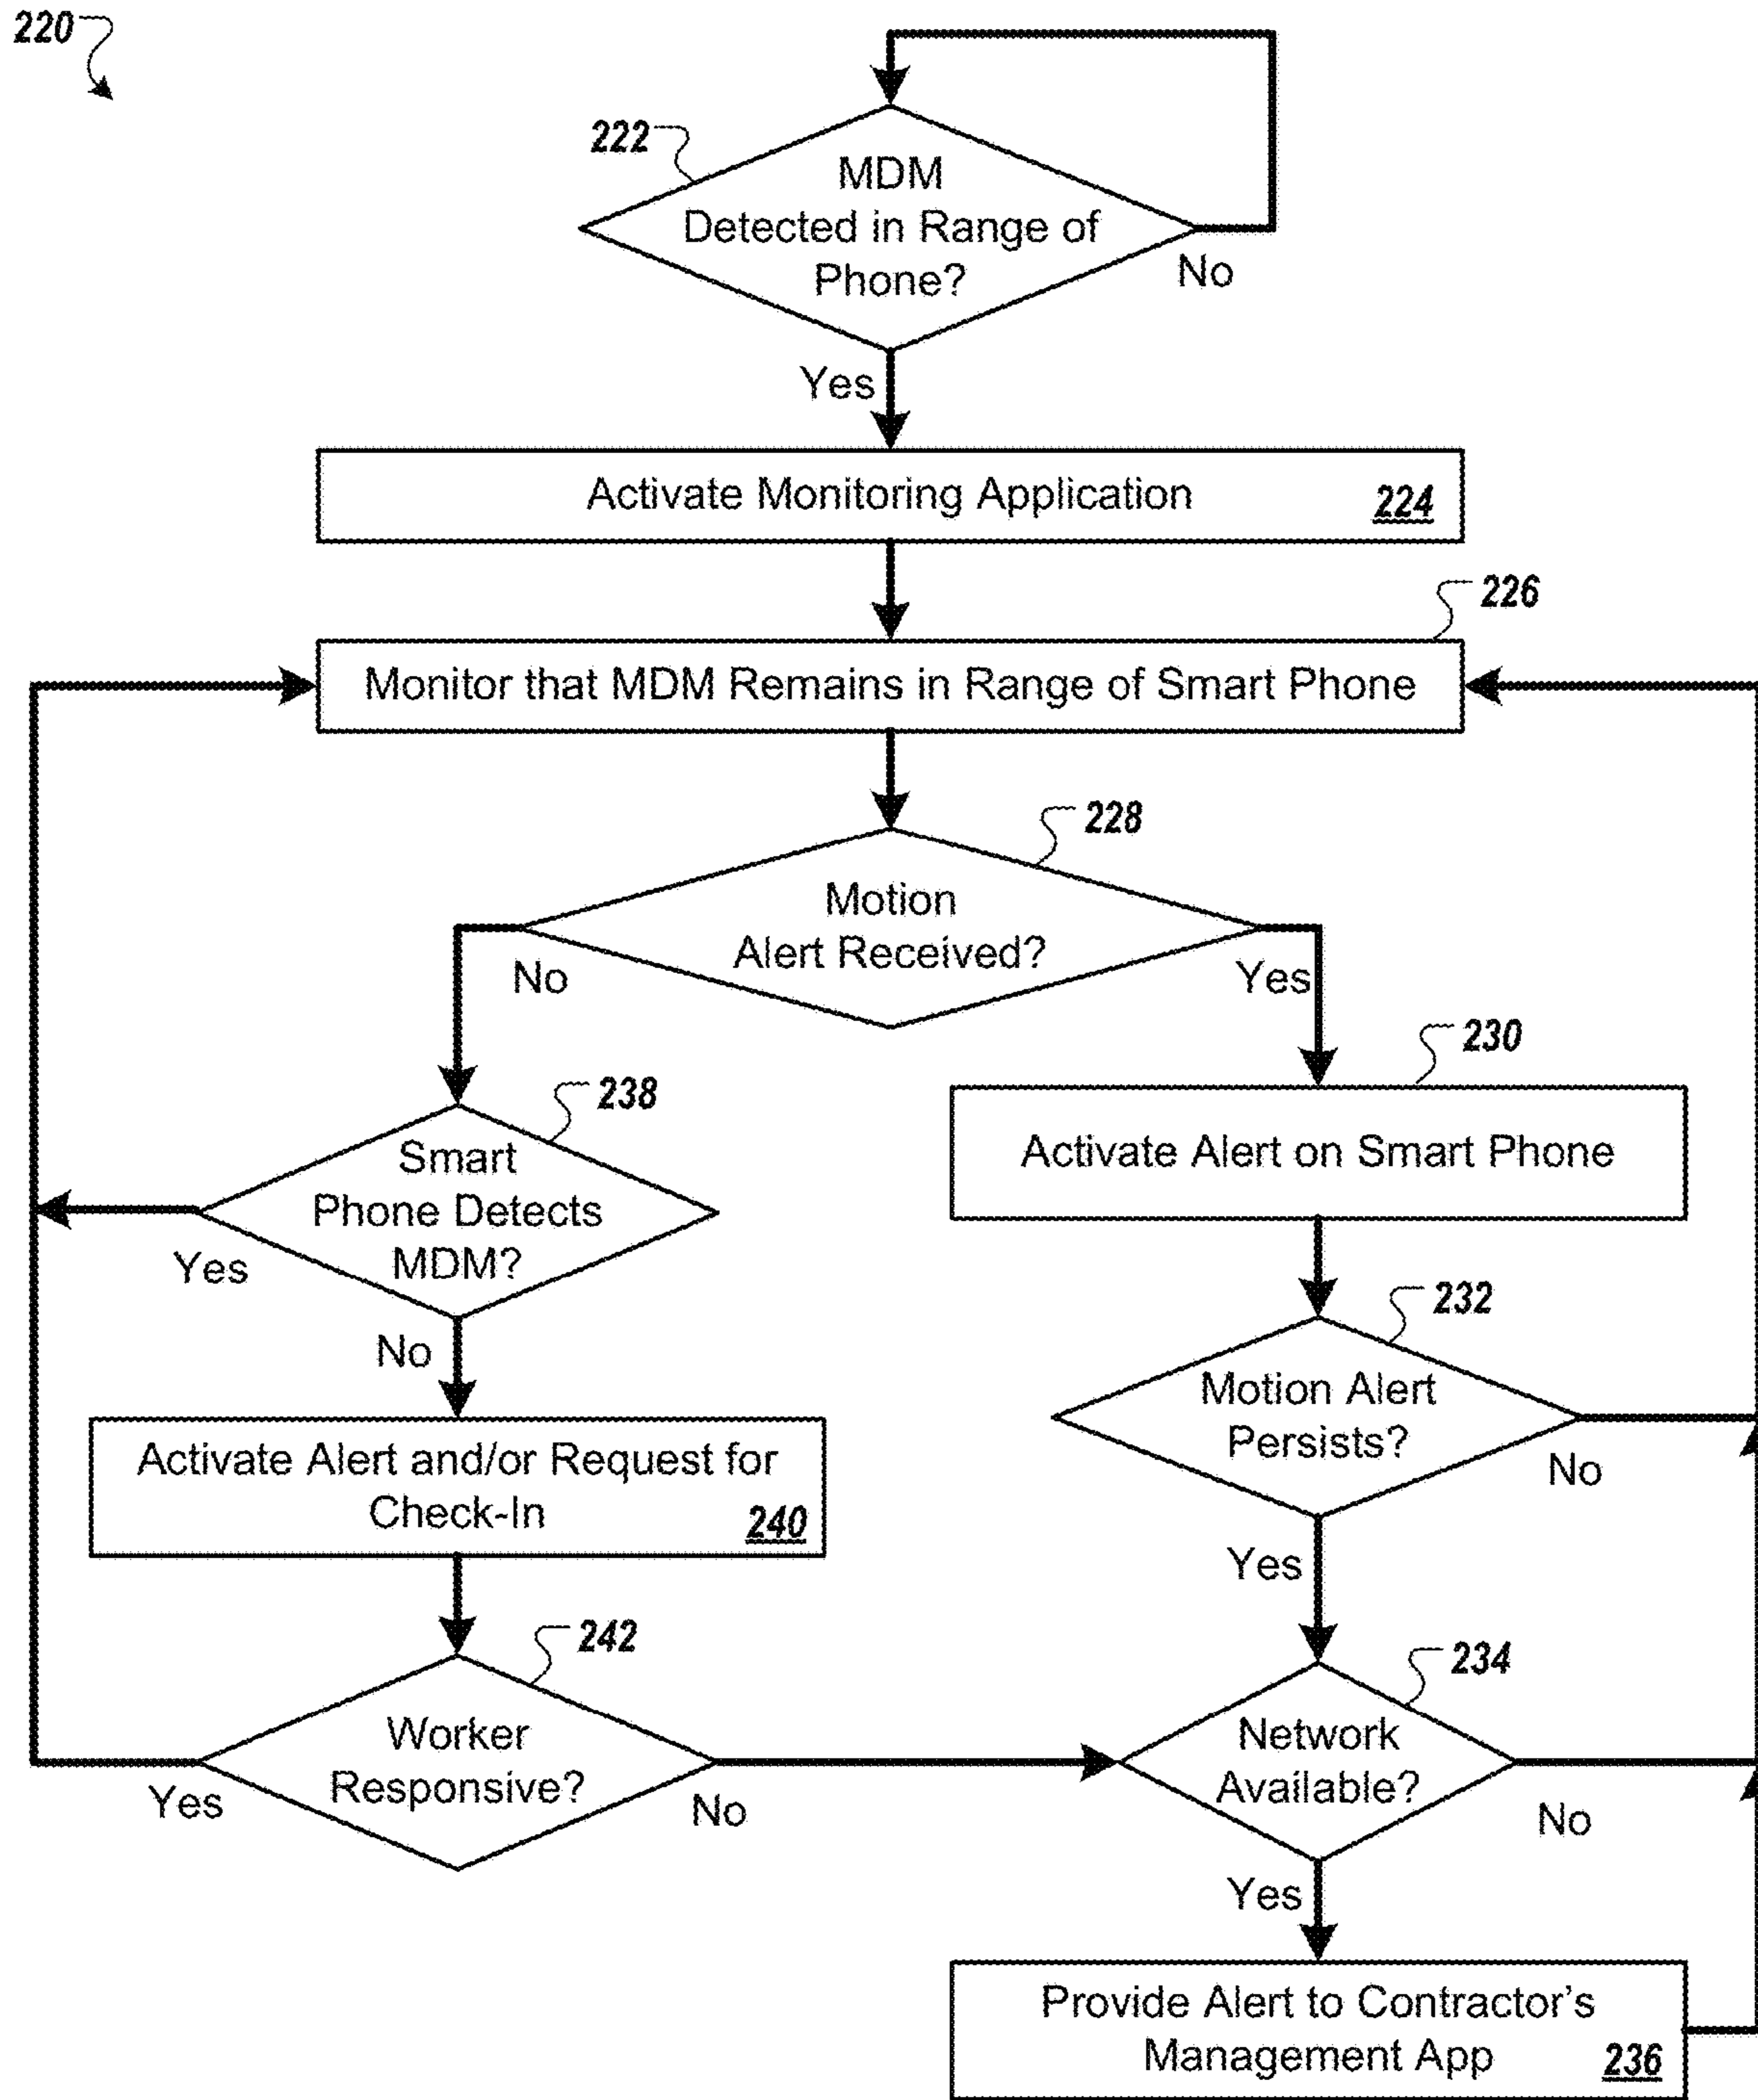 220
222
MDM
Detected in Range of
Phone?
No
Yes
Activate Monitoring Application
224
226
Monitor that MDM Remains in Range of Smart Phone
228
Motion
Alert Received?
No
Yes
230
238
Activate Alert on Smart Phone
Smart
Phone Detects
MDM?
Yes
No
232
Motion Alert
Persists?
No
Yes
Activate Alert and/or Request for
Check-In
240
242
234
Worker
Responsive?
Yes
No
Network
Available?
No
Yes
Provide Alert to Contractor's
Management App
236